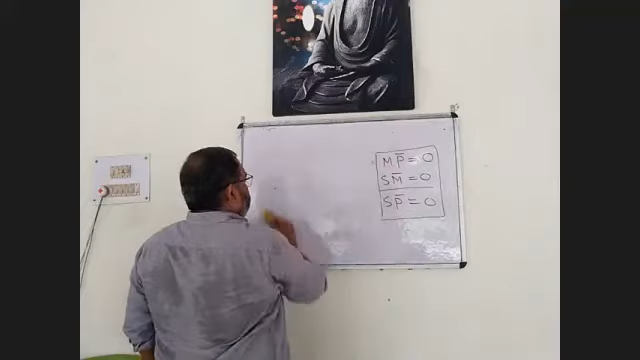 MP̅ = 0
SM̅ = 0
SP̅ = 0